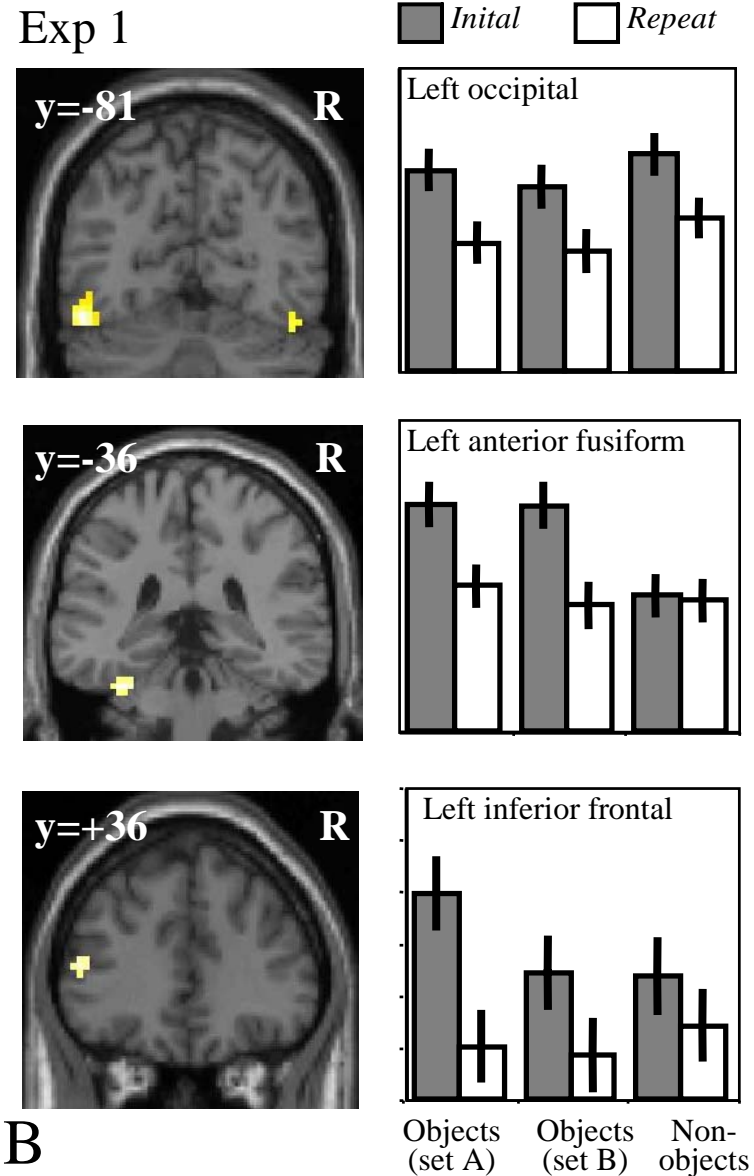 Exp 1
Inital
Repeat
y=-81
R
Left occipital
y=-36
R
Left anterior fusiform
y=+36
R
Left inferior frontal
B
Objects
(set A)
Objects
(set B)
Non-
objects